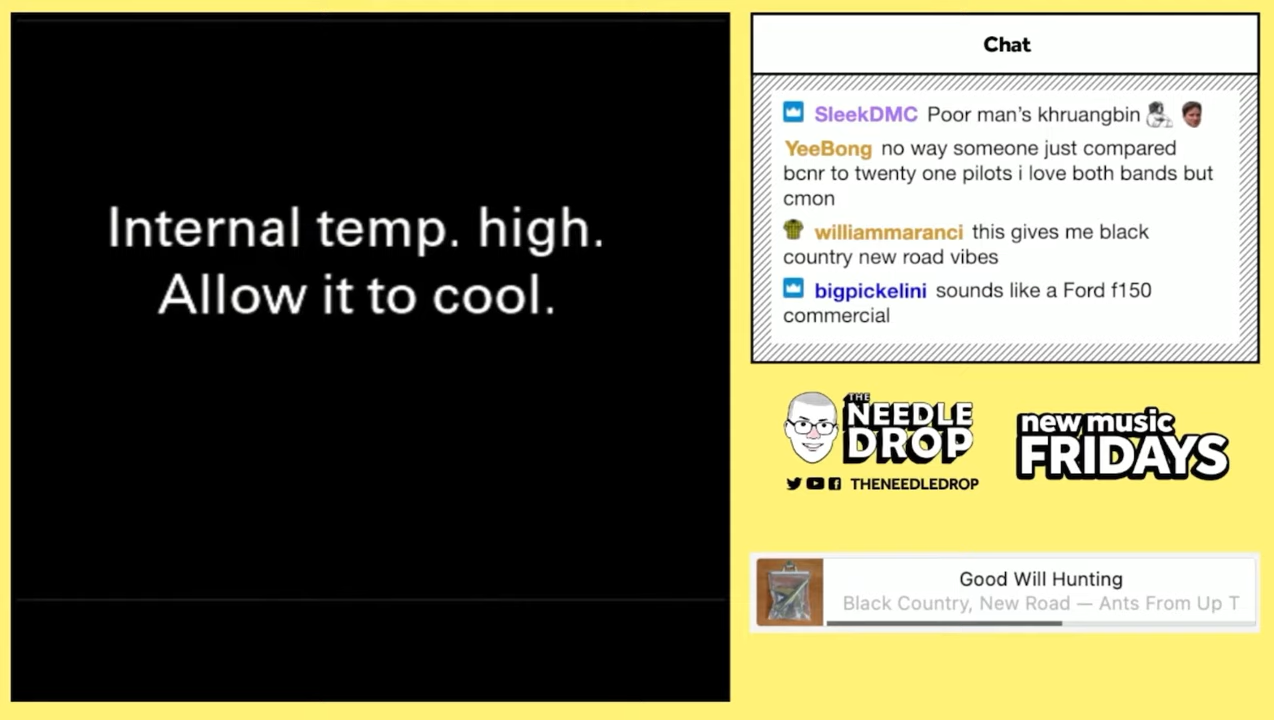 Internal temp. high.
Allow it to cool.
Chat
SleekDMC Poor man's khruangbin
YeeBong no way someone just compared
bcnr to twenty one pilots i love both bands but
cmon
williammaranci this gives me black
country new road vibes
bigpickelini sounds like a Ford f150
commercial
THE
NEEDLE
DROP
THENEEDLEDROP
new music
FRIDAYS
Good Will Hunting
Black Country, New Road — Ants From Up T